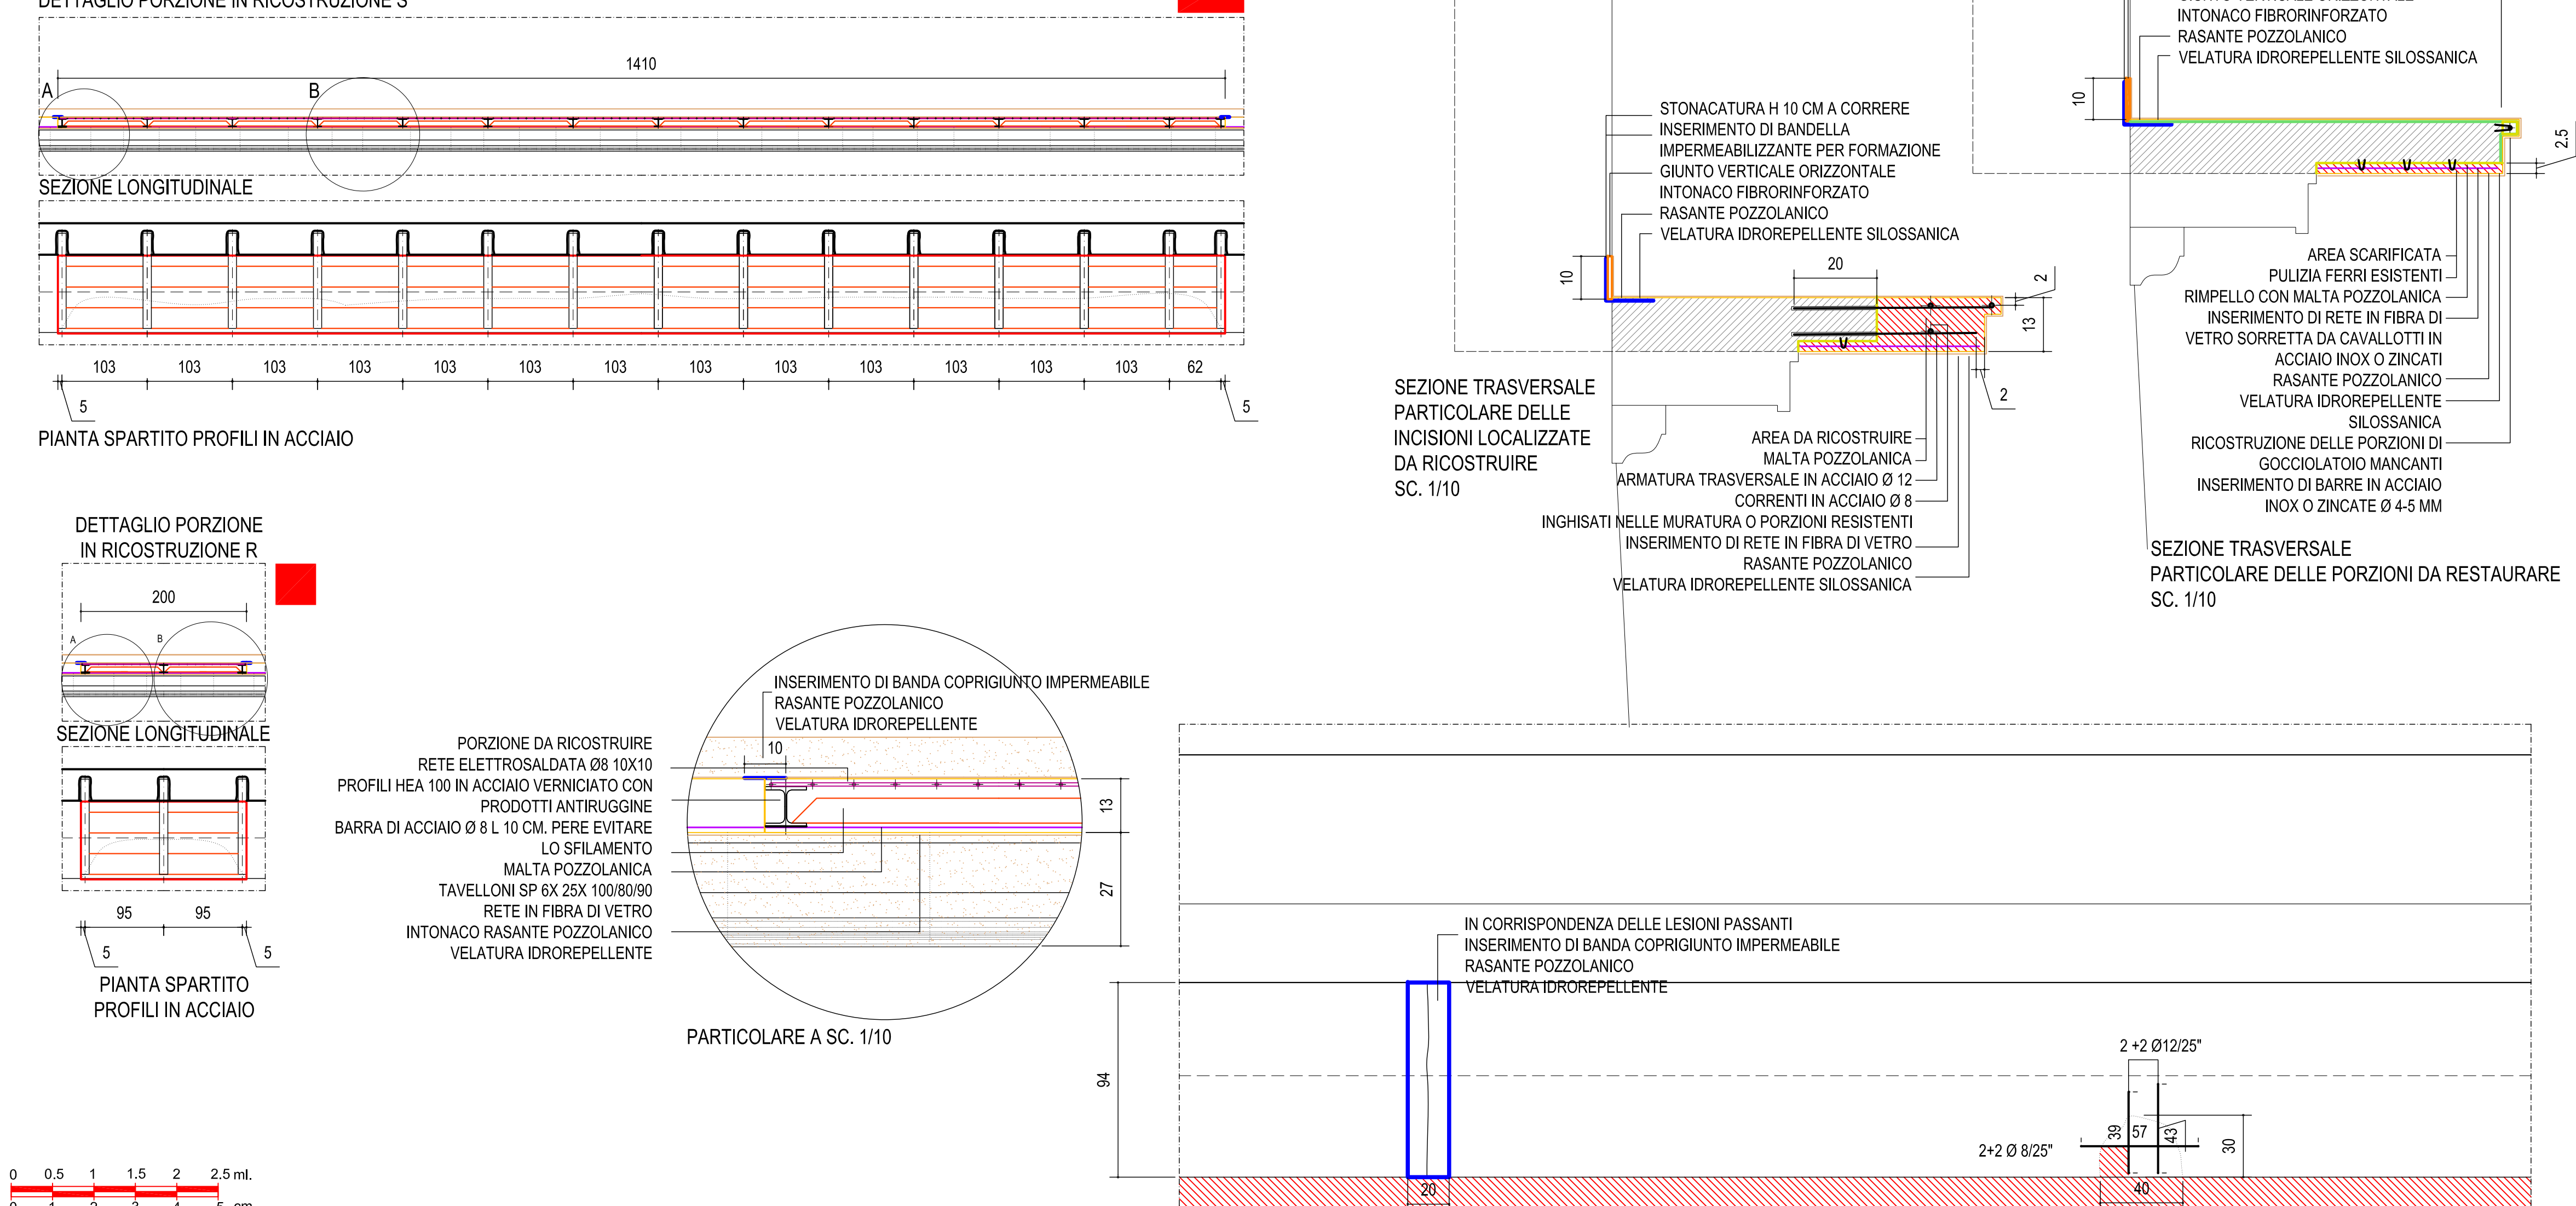 DETTAGLIO PORZIONE IN RICOSTRUZIONE S
1410
A
B
SEZIONE LONGITUDINALE
103 103 103 103 103 103 103 103 103 103 103 103 103 62
5
5
PIANTA SPARTITO PROFILI IN ACCIAIO
DETTAGLIO PORZIONE
IN RICOSTRUZIONE R
200
A
B
SEZIONE LONGITUDINALE
95 95
5
5
PIANTA SPARTITO
PROFILI IN ACCIAIO
0 0.5 1 1.5 2 2.5 ml.
0 1 2 3 4 5 cm
INSERIMENTO DI BANDA COPRIGIUNTO IMPERMEABILE
RASANTE POZZOLANICO
VELATURA IDROREPELLENTE
10
PORZIONE DA RICOSTRUIRE
RETE ELETTROSALDATA Ø8 10X10
PROFILI HEA 100 IN ACCIAIO VERNICIATO CON
PRODOTTI ANTIRUGGINE
BARRA DI ACCIAIO Ø 8 L 10 CM. PERE EVITARE
LO SFILAMENTO
MALTA POZZOLANICA
TAVELLONI SP 6X 25X 100/80/90
RETE IN FIBRA DI VETRO
INTONACO RASANTE POZZOLANICO
VELATURA IDROREPELLENTE
13
27
PARTICOLARE A SC. 1/10
STONACATURA H 10 CM A CORRERE
INSERIMENTO DI BANDELLA
IMPERMEABILIZZANTE PER FORMAZIONE
GIUNTO VERTICALE ORIZZONTALE
INTONACO FIBRORINFORZATO
RASANTE POZZOLANICO
VELATURA IDROREPELLENTE SILOSSANICA
10
20
2
13
2
SEZIONE TRASVERSALE
PARTICOLARE DELLE
INCISIONI LOCALIZZATE
DA RICOSTRUIRE
SC. 1/10
AREA DA RICOSTRUIRE
MALTA POZZOLANICA
ARMATURA TRASVERSALE IN ACCIAIO Ø 12
CORRENTI IN ACCIAIO Ø 8
INGHISATI NELLE MURATURA O PORZIONI RESISTENTI
INSERIMENTO DI RETE IN FIBRA DI VETRO
RASANTE POZZOLANICO
VELATURA IDROREPELLENTE SILOSSANICA
GIUNTO VERTICALE ORIZZONTALE
INTONACO FIBRORINFORZATO
RASANTE POZZOLANICO
VELATURA IDROREPELLENTE SILOSSANICA
10
2.5
AREA SCARIFICATA
PULIZIA FERRI ESISTENTI
RIMPELLO CON MALTA POZZOLANICA
INSERIMENTO DI RETE IN FIBRA DI
VETRO SORRETTA DA CAVALLOTTI IN
ACCIAIO INOX O ZINCATI
RASANTE POZZOLANICO
VELATURA IDROREPELLENTE
SILOSSANICA
RICOSTRUZIONE DELLE PORZIONI DI
GOCCIOLATOIO MANCANTI
INSERIMENTO DI BARRE IN ACCIAIO
INOX O ZINCATE Ø 4-5 MM
SEZIONE TRASVERSALE
PARTICOLARE DELLE PORZIONI DA RESTAURARE
SC. 1/10
IN CORRISPONDENZA DELLE LESIONI PASSANTI
INSERIMENTO DI BANDA COPRIGIUNTO IMPERMEABILE
RASANTE POZZOLANICO
VELATURA IDROREPELLENTE
94
20
2 +2 Ø12/25"
2+2 Ø 8/25"
39
57
43
30
40